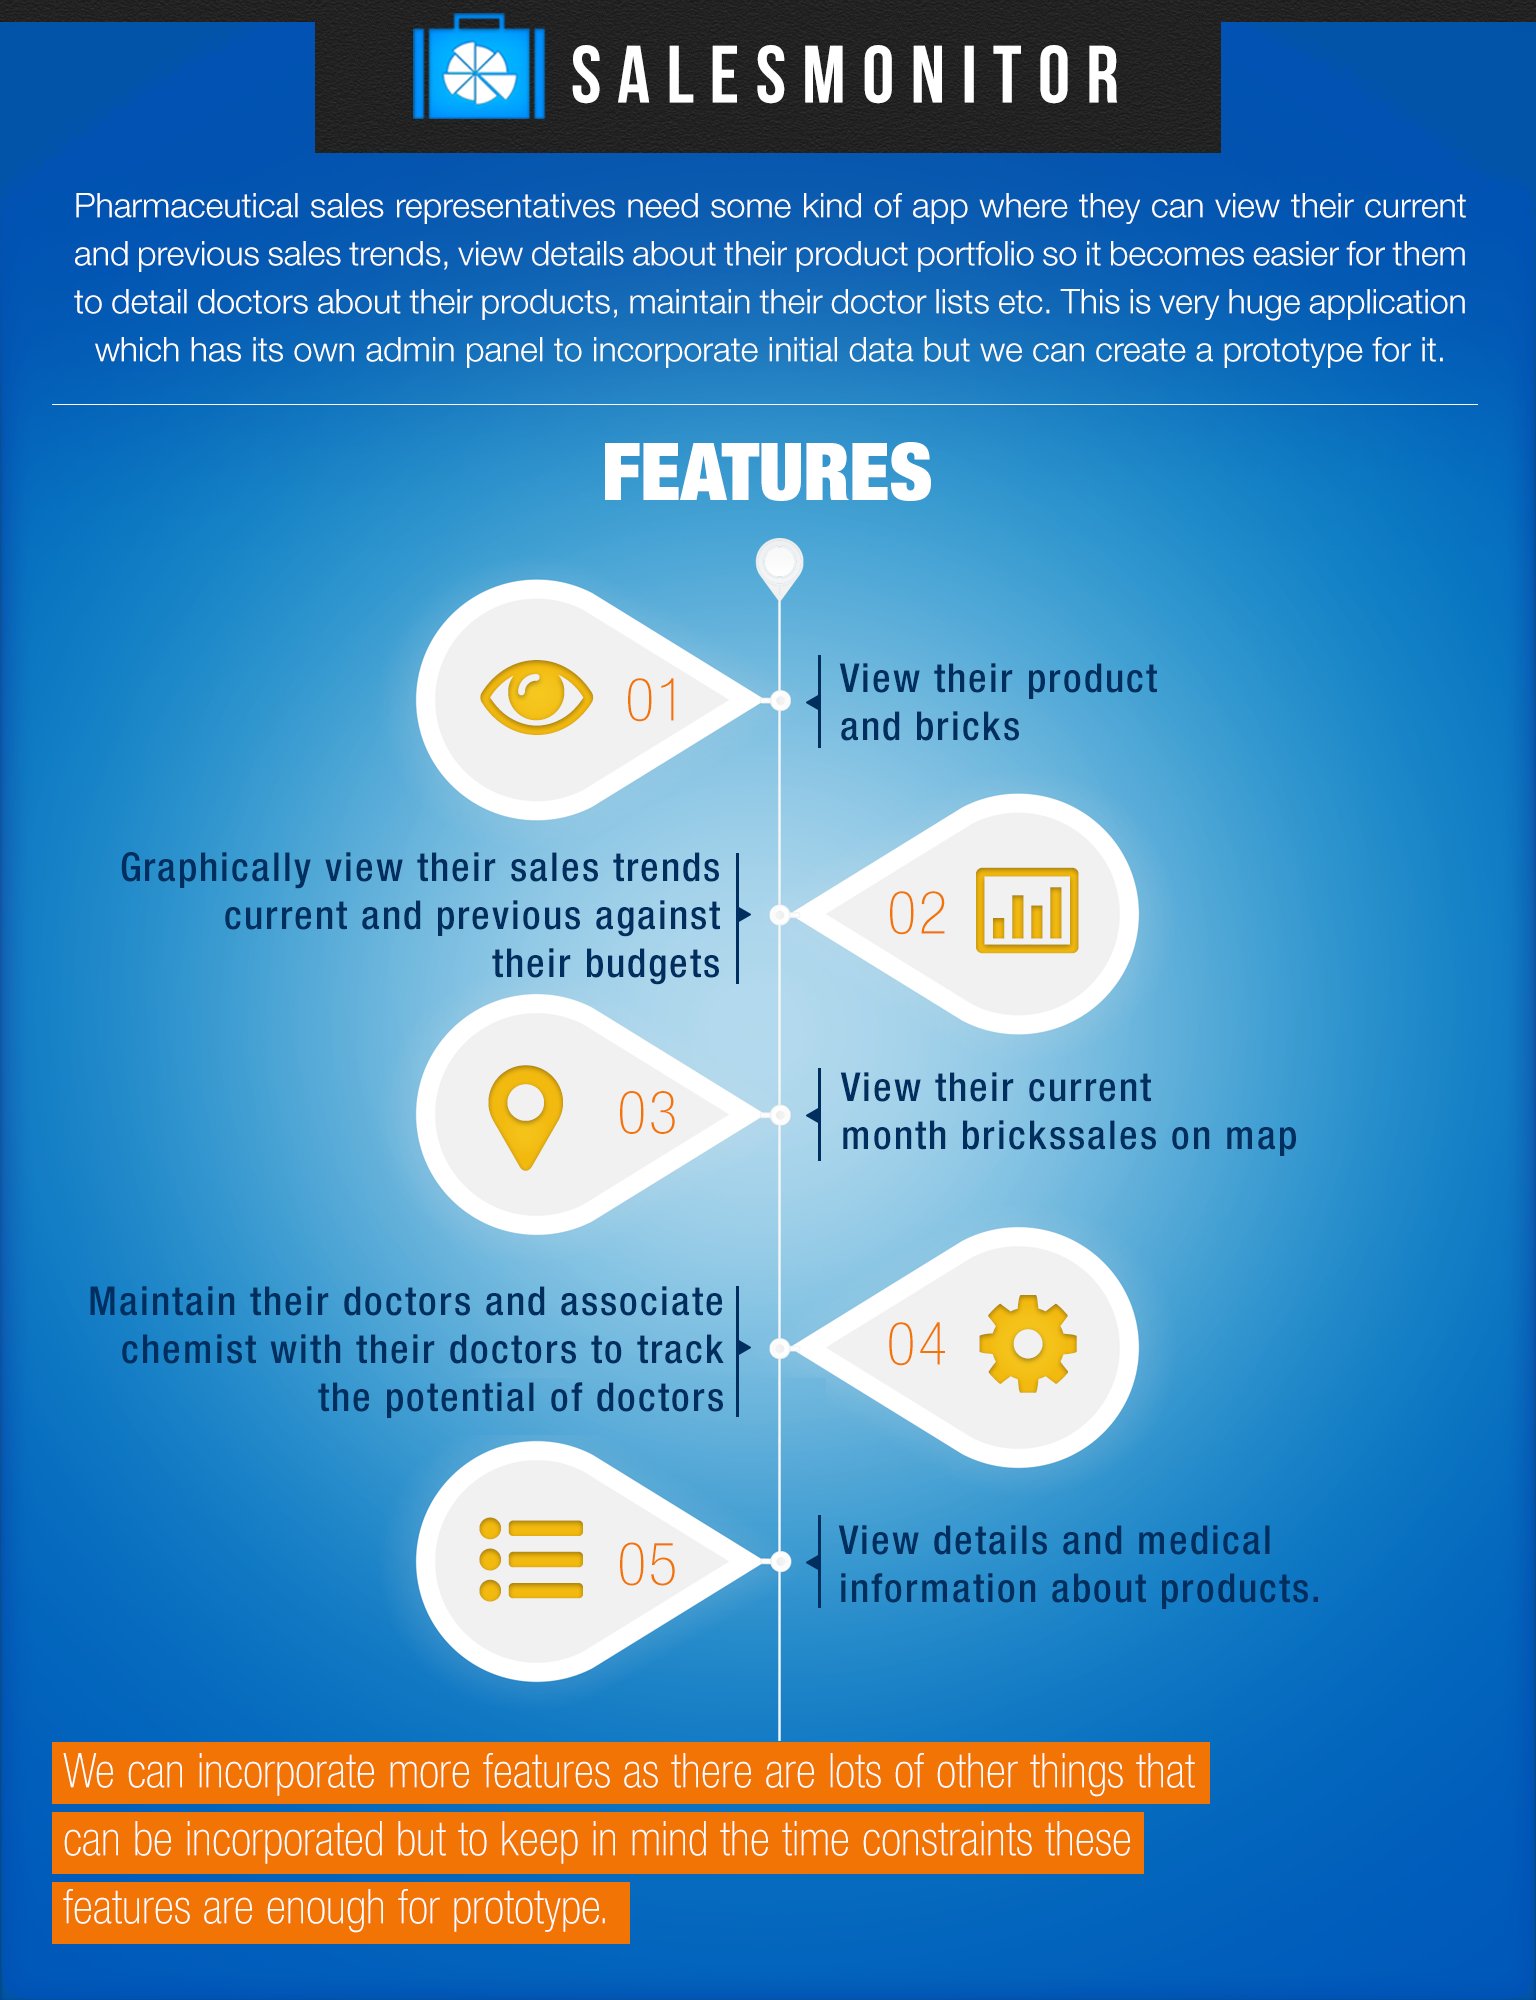 SALESMONITOR
Pharmaceutical sales representatives need some kind of app where they can view their current
and previous sales trends, view details about their product portfolio so it becomes easier for them
to detail doctors about their products, maintain their doctor lists etc. This is very huge application
which has its own admin panel to incorporate initial data but we can create a prototype for it.
FEATURES
01
View their product
and bricks
Graphically view their sales trends
current and previous against
their budgets
02
03
View their current
month brickssales on map
Maintain their doctors and associate
chemist with their doctors to track
the potential of doctors
04
05
View details and medical
information about products.
We can incorporate more features as there are lots of other things that
can be incorporated but to keep in mind the time constraints these
features are enough for prototype.